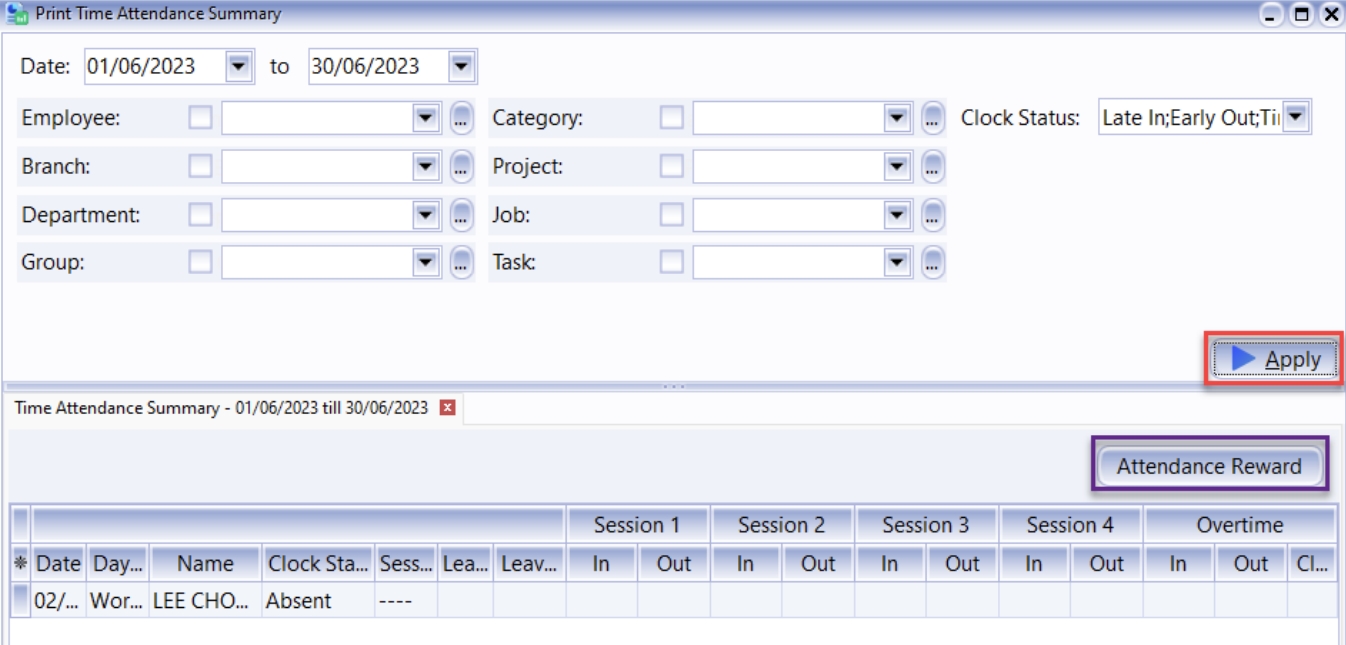 Print Time Attendance Summary
Date: 01/06/2023 to 30/06/2023
Employee: ... Category: ... Clock Status: Late In;Early Out;Ti
Branch: ... Project: ...
Department: ... Job: ...
Group: ... Task: ...
Apply
Time Attendance Summary - 01/06/2023 till 30/06/2023
Attendance Reward
Session 1 Session 2 Session 3 Session 4 Overtime
Date Day... Name Clock Sta... Sess... Lea... Leav... In Out In Out In Out In Out In Out Cl...
02/... Wor... LEE CHO... Absent ----